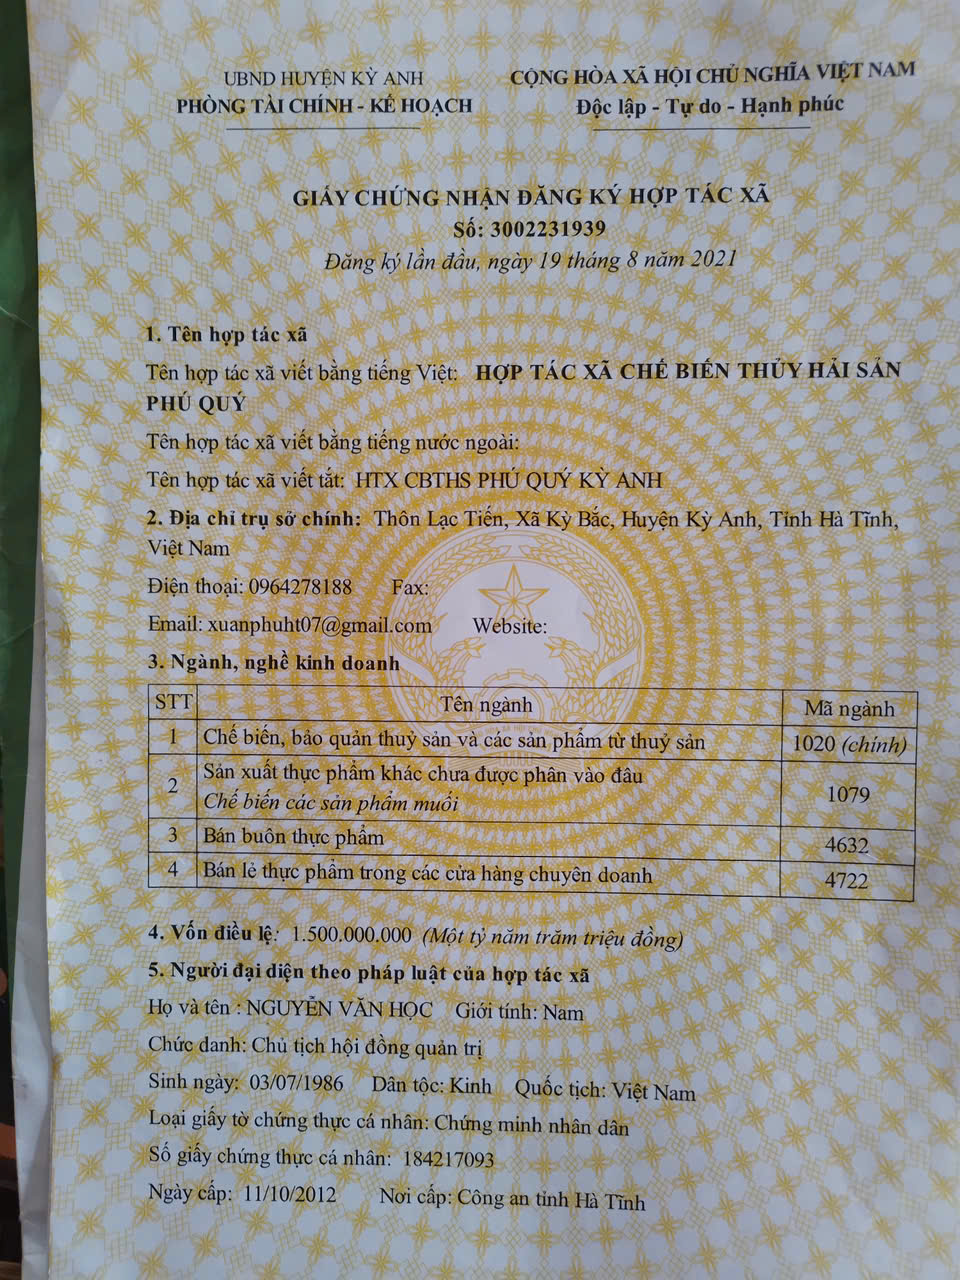 UBND HUYỆN KỲ ANH
PHÒNG TÀI CHÍNH - KẾ HOẠCH
CỘNG HÒA XÃ HỘI CHỦ NGHĨA VIỆT NAM
Độc lập - Tự do - Hạnh phúc
GIẤY CHỨNG NHẬN ĐĂNG KÝ HỢP TÁC XÃ
Số: 3002231939
Đăng ký lần đầu, ngày 19 tháng 8 năm 2021
1. Tên hợp tác xã
Tên hợp tác xã viết bằng tiếng Việt: HỢP TÁC XÃ CHẾ BIẾN THỦY HẢI SẢN
PHÚ QUÝ
Tên hợp tác xã viết bằng tiếng nước ngoài:
Tên hợp tác xã viết tắt: HTX CBTHS PHÚ QUÝ KỲ ANH
2. Địa chỉ trụ sở chính: Thôn Lạc Tiến, Xã Kỳ Bắc, Huyện Kỳ Anh, Tỉnh Hà Tĩnh,
Việt Nam
Điện thoại: 0964278188 Fax:
Email: xuanphuht07@gmail.com Website:
3. Ngành, nghề kinh doanh
STT Tên ngành Mã ngành
1 Chế biến, bảo quản thuỷ sản và các sản phẩm từ thuỷ sản 1020 (chính)
2 Sản xuất thực phẩm khác chưa được phân vào đâu
Chế biến các sản phẩm muối 1079
3 Bán buôn thực phẩm 4632
4 Bán lẻ thực phẩm trong các cửa hàng chuyên doanh 4722
4. Vốn điều lệ: 1.500.000.000 (Một tỷ năm trăm triệu đồng)
5. Người đại diện theo pháp luật của hợp tác xã
Họ và tên : NGUYỄN VĂN HỌC Giới tính: Nam
Chức danh: Chủ tịch hội đồng quản trị
Sinh ngày: 03/07/1986 Dân tộc: Kinh Quốc tịch: Việt Nam
Loại giấy tờ chứng thực cá nhân: Chứng minh nhân dân
Số giấy chứng thực cá nhân: 184217093
Ngày cấp: 11/10/2012 Nơi cấp: Công an tỉnh Hà Tĩnh